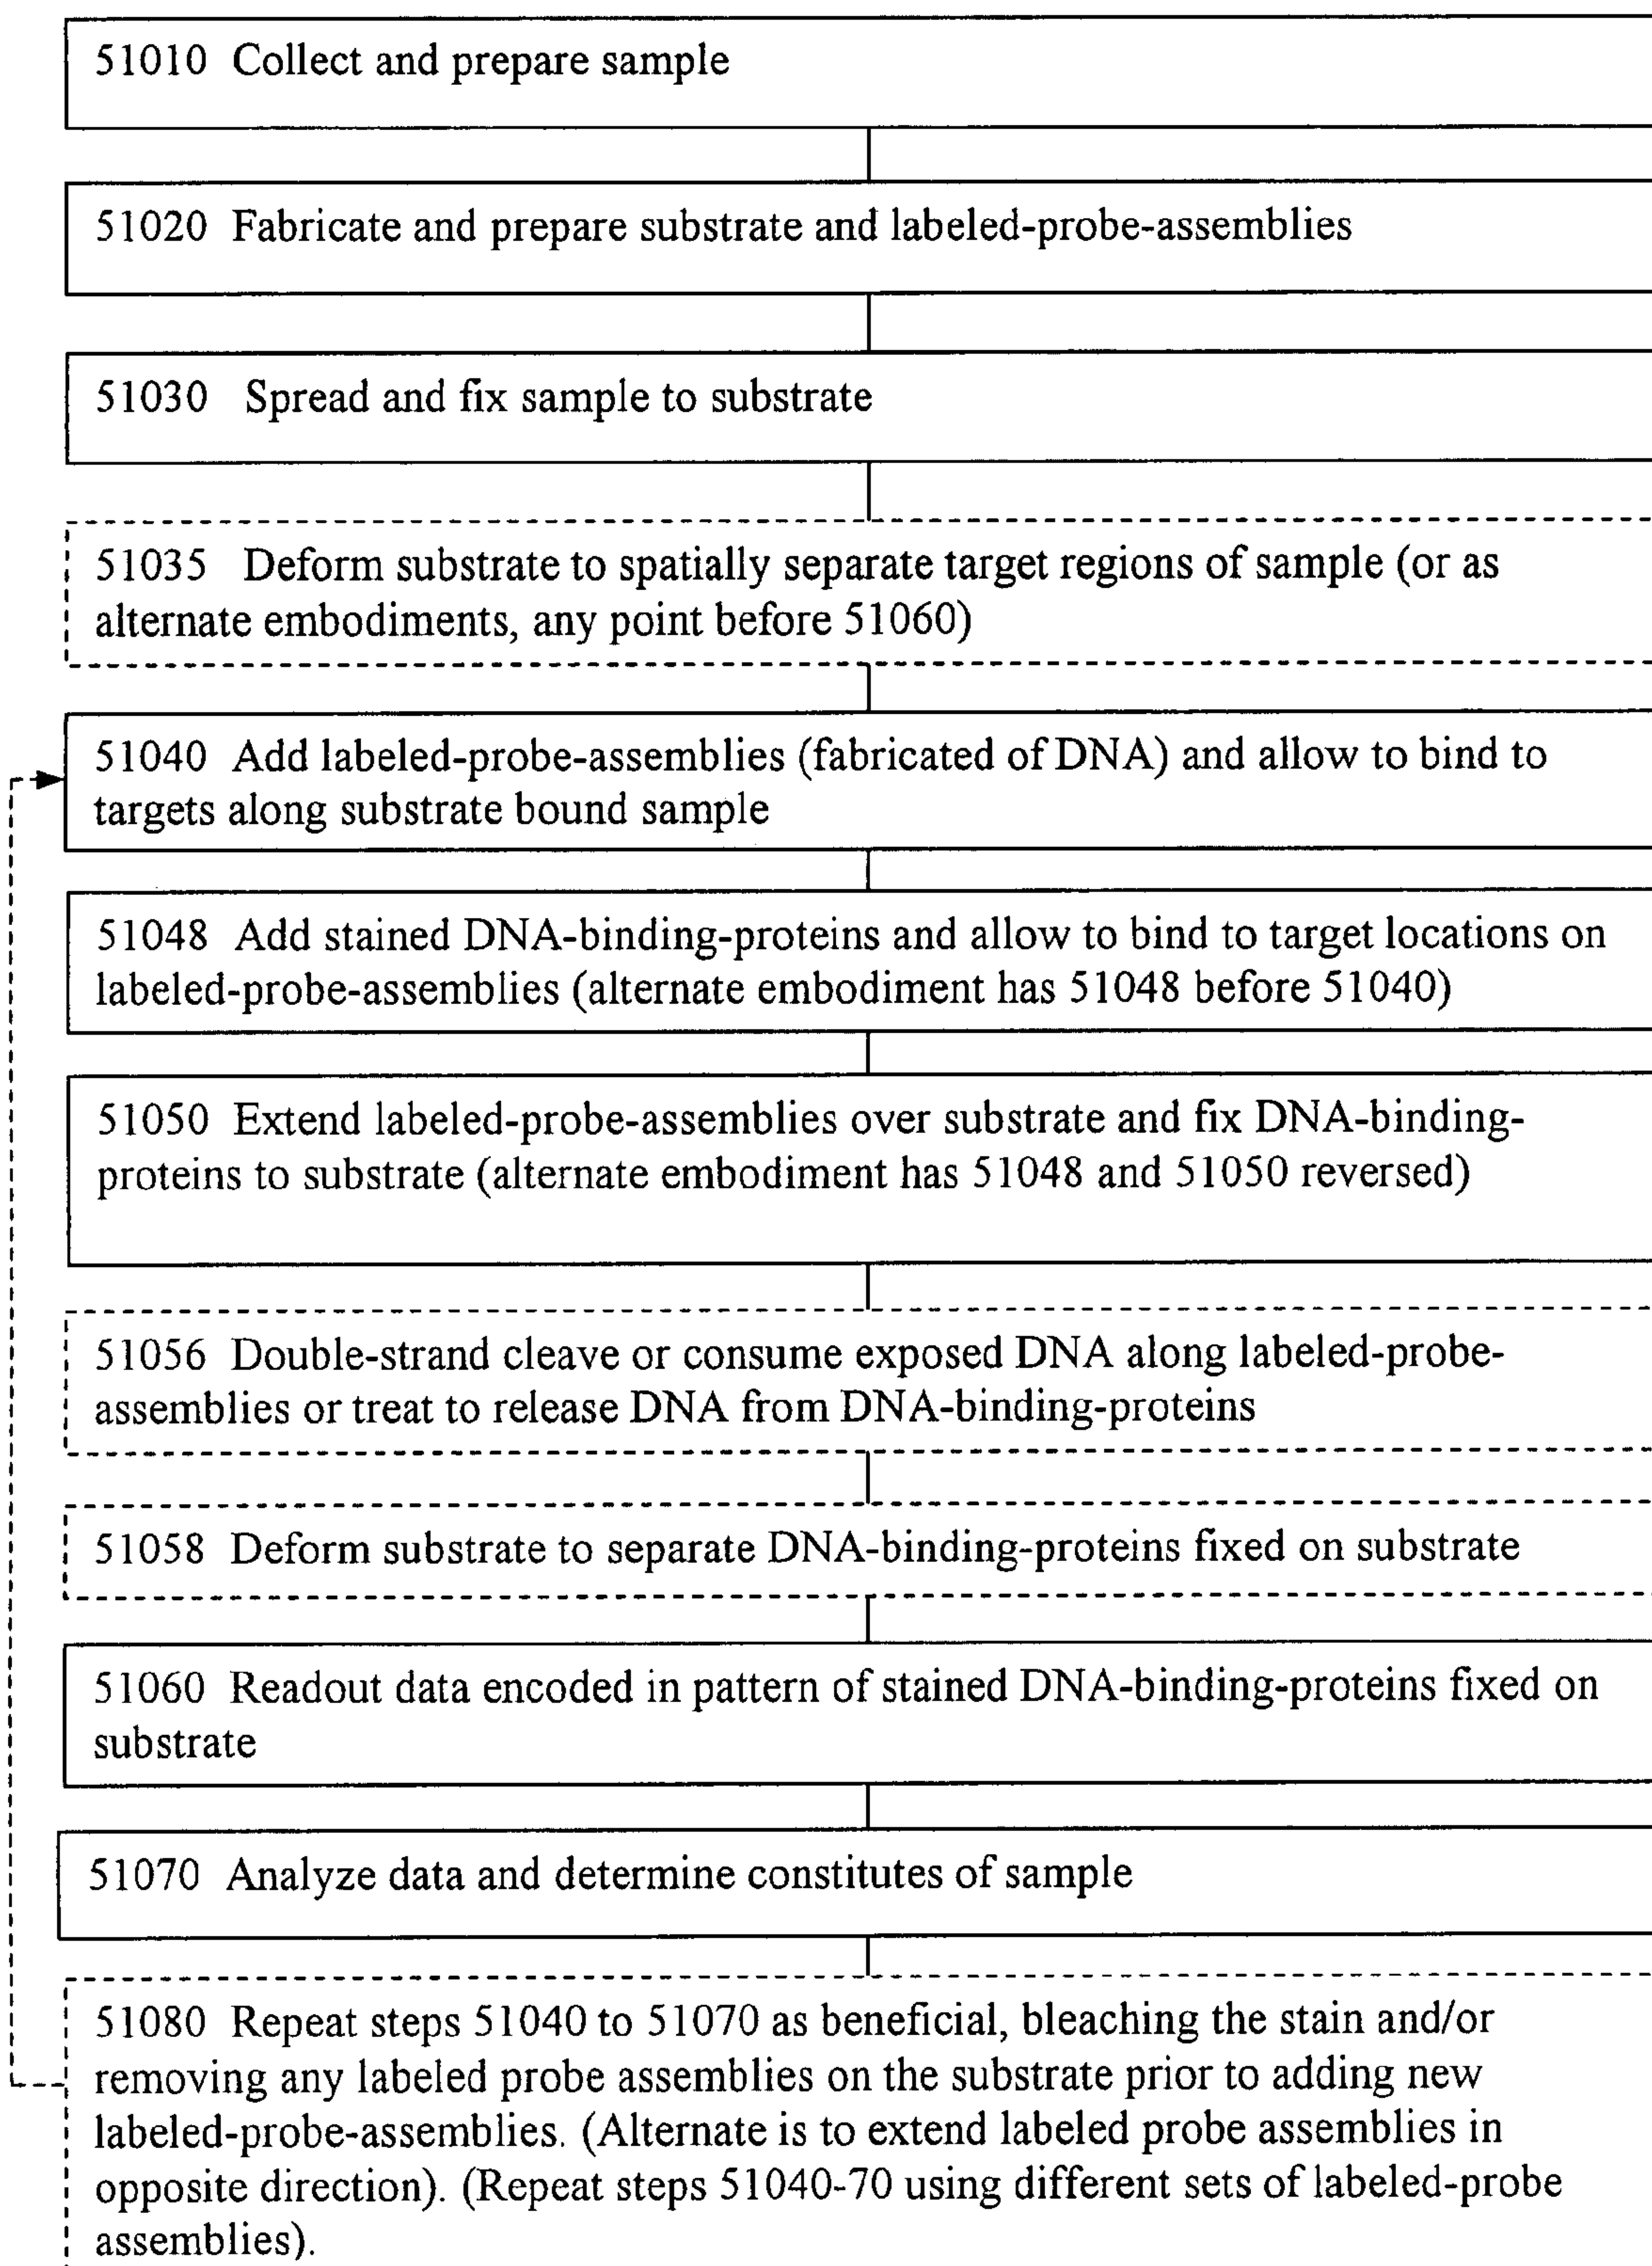 51010 Collect and prepare sample
51020 Fabricate and prepare substrate and labeled-probe-assemblies
51030 Spread and fix sample to substrate
51035 Deform substrate to spatially separate target regions of sample (or as
alternate embodiments, any point before 51060)
51040 Add labeled-probe-assemblies (fabricated of DNA) and allow to bind to
targets along substrate bound sample
51048 Add stained DNA-binding-proteins and allow to bind to target locations on
labeled-probe-assemblies (alternate embodiment has 51048 before 51040)
51050 Extend labeled-probe-assemblies over substrate and fix DNA-binding-
proteins to substrate (alternate embodiment has 51048 and 51050 reversed)
51056 Double-strand cleave or consume exposed DNA along labeled-probe-
assemblies or treat to release DNA from DNA-binding-proteins
51058 Deform substrate to separate DNA-binding-proteins fixed on substrate
51060 Readout data encoded in pattern of stained DNA-binding-proteins fixed on
substrate
51070 Analyze data and determine constitutes of sample
51080 Repeat steps 51040 to 51070 as beneficial, bleaching the stain and/or
removing any labeled probe assemblies on the substrate prior to adding new
labeled-probe-assemblies. (Alternate is to extend labeled probe assemblies in
opposite direction). (Repeat steps 51040-70 using different sets of labeled-probe
assemblies).